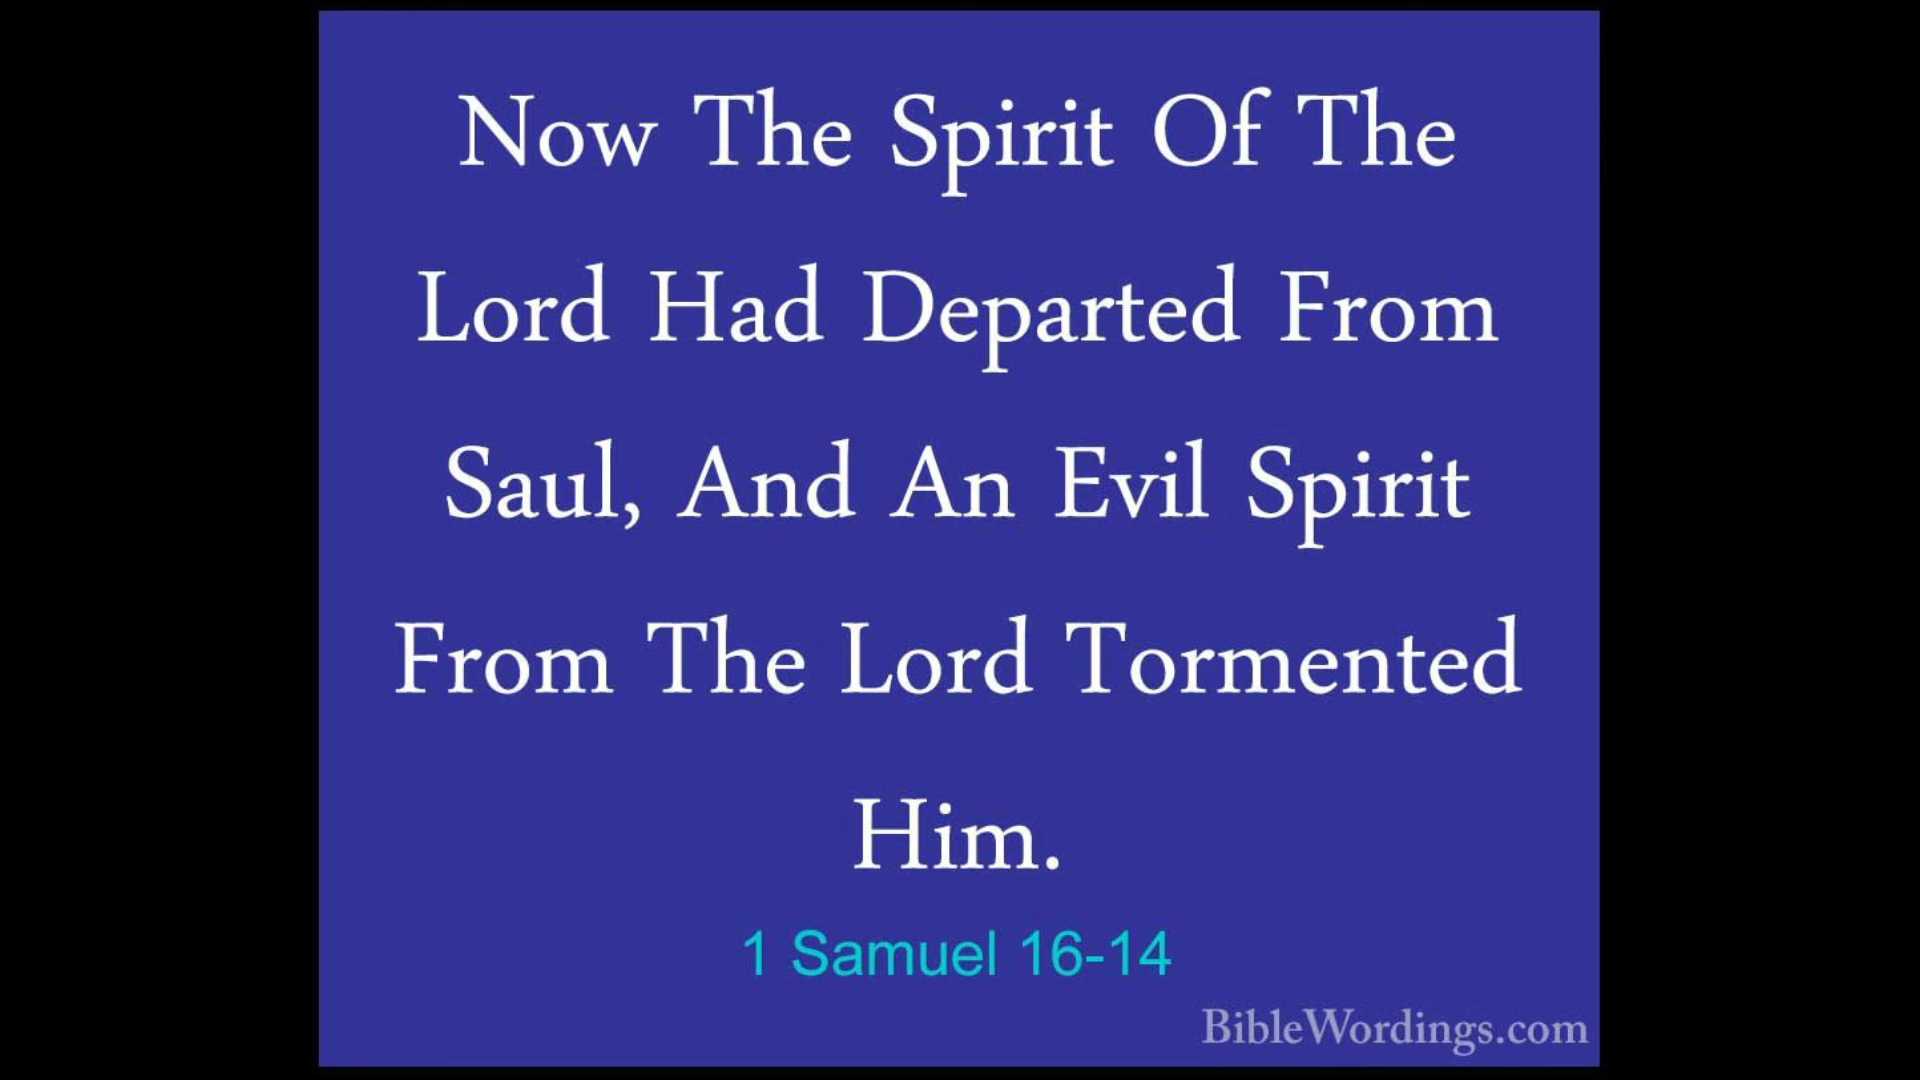 Now The Spirit Of The
Lord Had Departed From
Saul, And An Evil Spirit
From The Lord Tormented
Him.
1 Samuel 16-14
BibleWordings.com